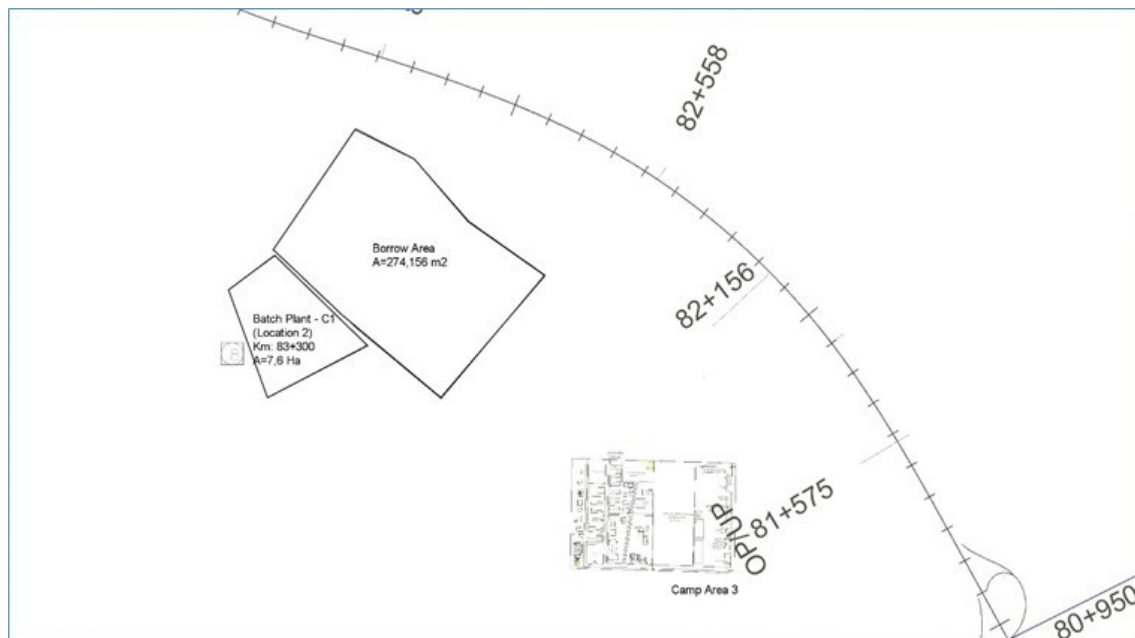 82+558
Borrow Area
A=274,156 m2
82+156
Batch Plant - C1
(Location 2)
Km: 83+300
A=7,6 Ha
8
81+575
OP/UP
Camp Area 3
80+950